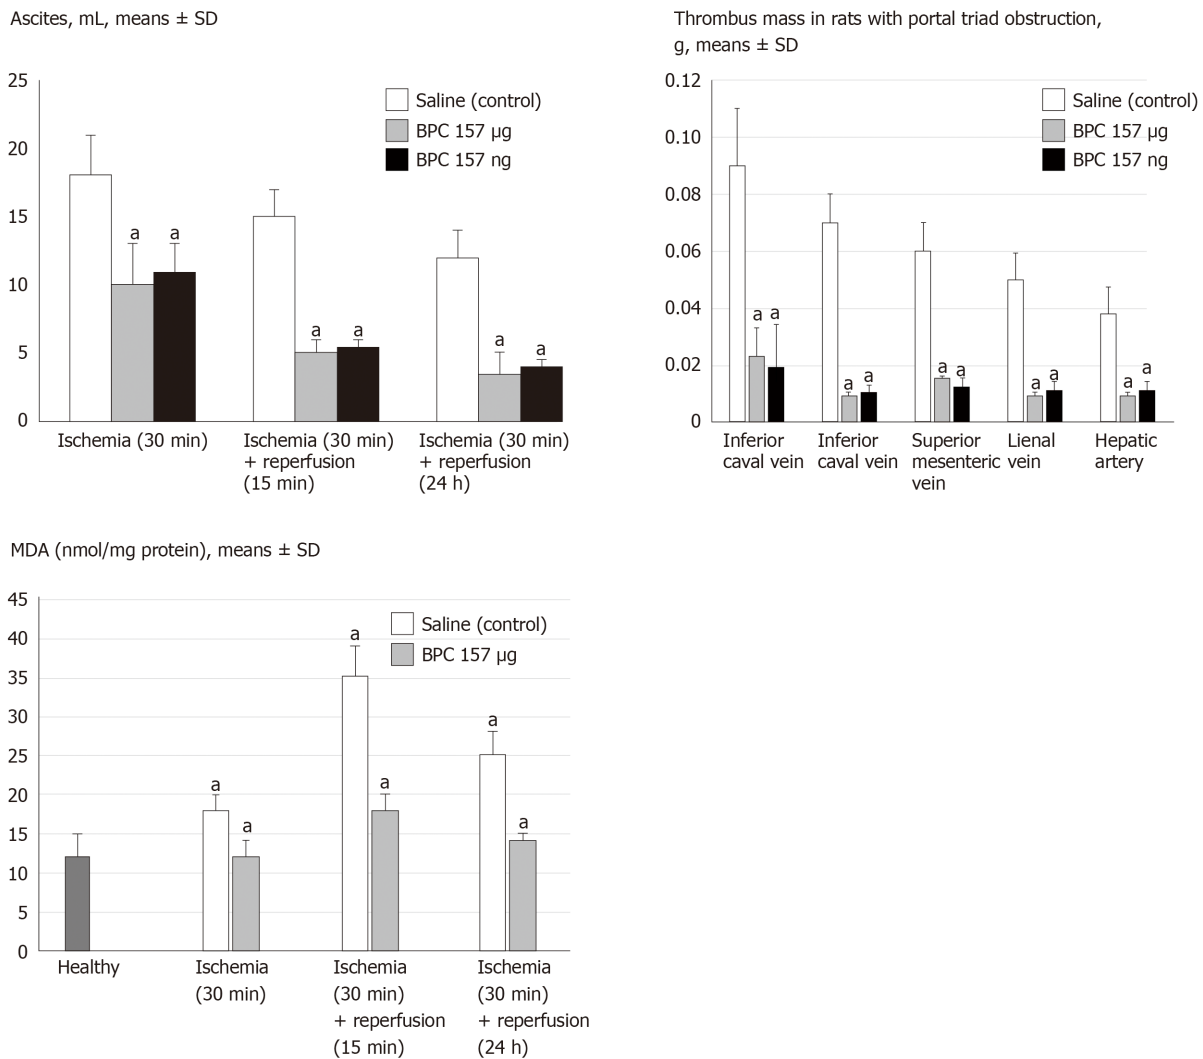 Ascites, mL, means ± SD
25
20
15
10
5
0
Saline (control)
BPC 157 µg
BPC 157 ng
a
a
a
a
a
a
Ischemia (30 min)
Ischemia (30 min)
+ reperfusion
(15 min)
Ischemia (30 min)
+ reperfusion
(24 h)
Thrombus mass in rats with portal triad obstruction,
g, means ± SD
0.12
0.10
0.08
0.06
0.04
0.02
0
Saline (control)
BPC 157 µg
BPC 157 ng
a
a
a
a
a
a
a
a
a
a
Inferior
caval vein
Inferior
caval vein
Superior
mesenteric
vein
Lienal
vein
Hepatic
artery
MDA (nmol/mg protein), means ± SD
45
40
35
30
25
20
15
10
5
0
Saline (control)
BPC 157 µg
a
a
a
a
a
a
Healthy
Ischemia
(30 min)
Ischemia
(30 min)
+ reperfusion
(15 min)
Ischemia
(30 min)
+ reperfusion
(24 h)